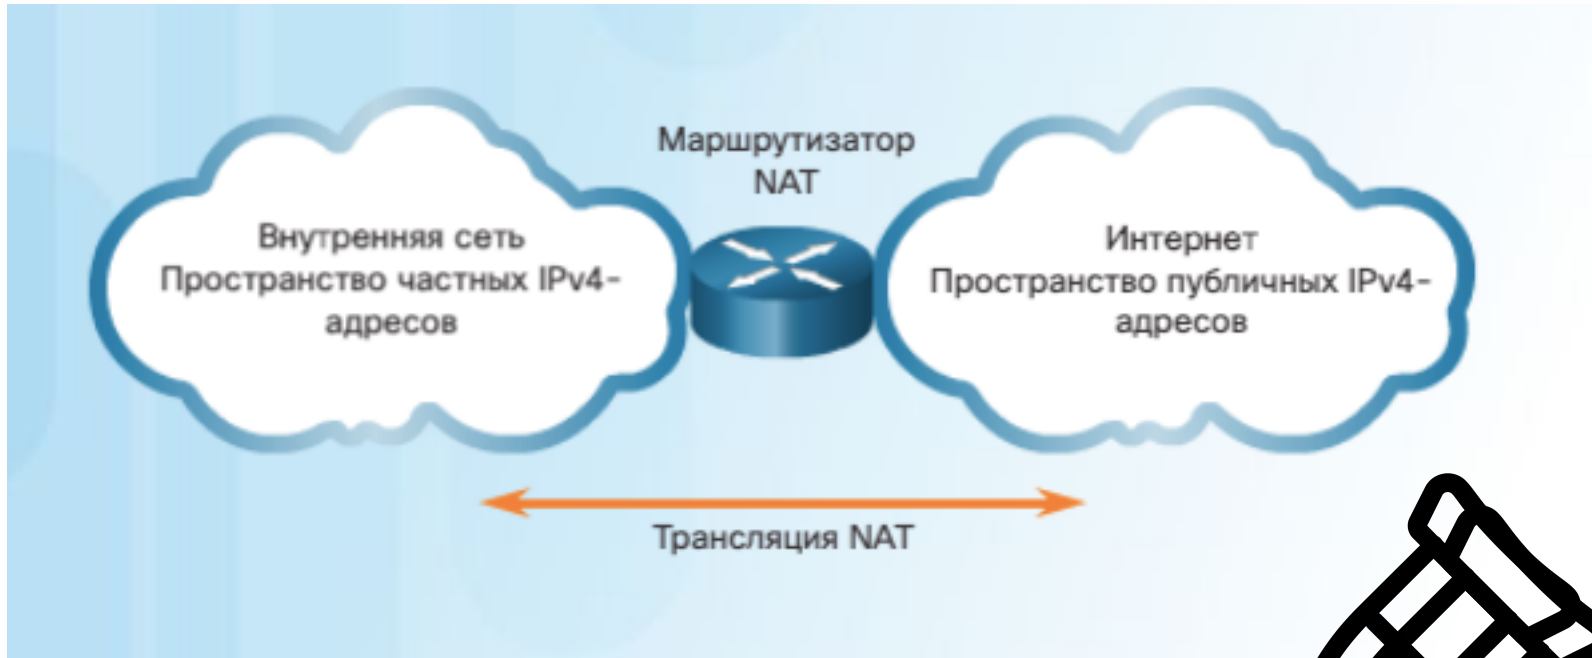 Маршрутизатор
NAT
Внутренняя сеть
Пространство частных IPv4-
адресов
Интернет
Пространство публичных IPv4-
адресов
Трансляция NAT